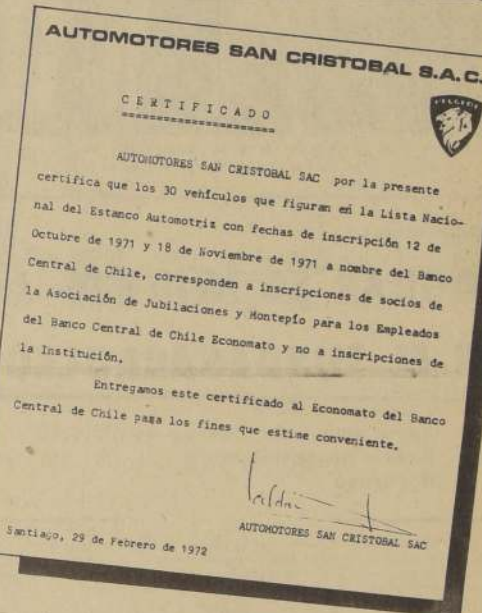 AUTOMOTORES SAN CRISTOBAL S.A.C.
PEUGEOT
CERTIFICADO
AUTOMOTORES SAN CRISTOBAL SAC por la presente
certifica que los 30 vehículos que figuran en la Lista Nacio-
nal del Estanco Automotriz con fechas de inscripción 12 de
Octubre de 1971 y 18 de Noviembre de 1971 a nombre del Banco
Central de Chile, corresponden a inscripciones de socios de
la Asociación de Jubilaciones y Montepío para los Empleados
del Banco Central de Chile Economato y no a inscripciones de
la Institución.
Entregamos este certificado al Economato del Banco
Central de Chile para los fines que estime conveniente.
AUTOMOTORES SAN CRISTOBAL SAC
Santiago, 29 de Febrero de 1972